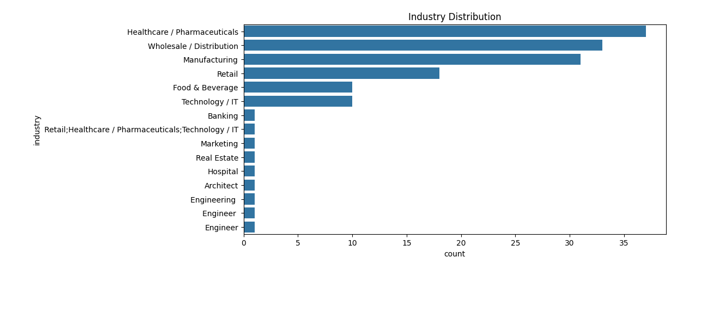 Industry Distribution
Healthcare / Pharmaceuticals
Wholesale / Distribution
Manufacturing
Retail
Food & Beverage
Technology / IT
Banking
Retail;Healthcare / Pharmaceuticals;Technology / IT
Marketing
Real Estate
Hospital
Architect
Engineering
Engineer
Engineer
industry
0 5 10 15 20 25 30 35
count